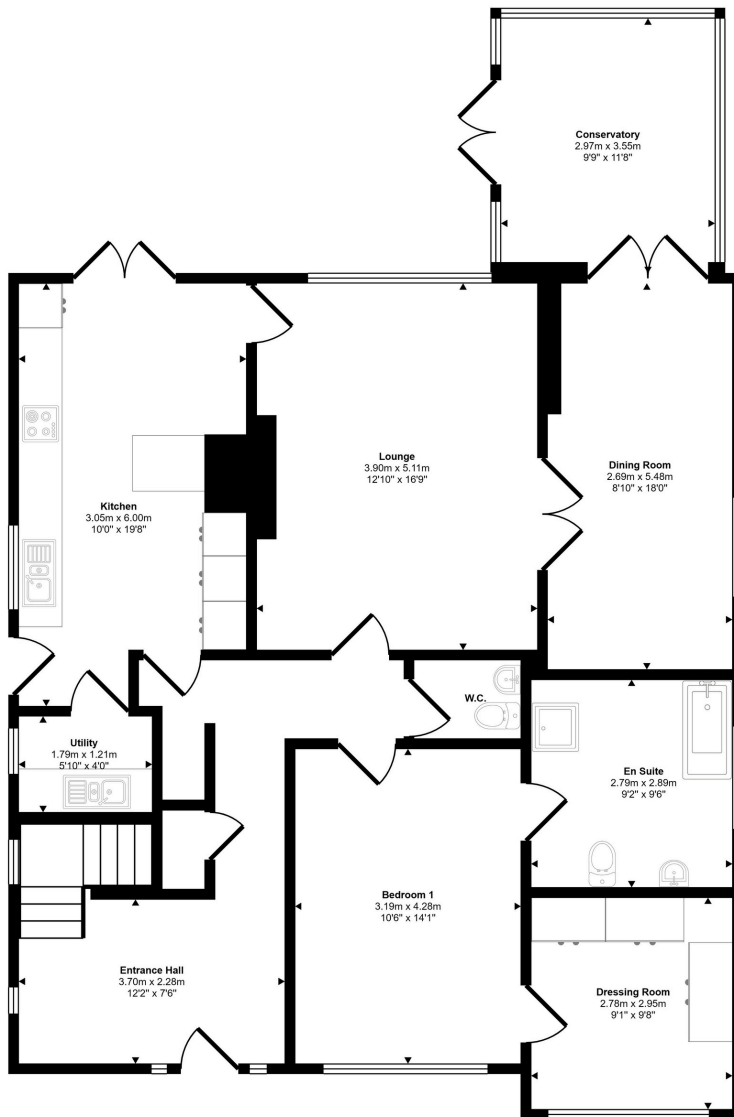 Conservatory
2.97m x 3.55m
9'9" x 11'8"
Lounge
3.90m x 5.11m
12'10" x 16'9"
Dining Room
2.69m x 5.48m
8'10" x 18'0"
Kitchen
3.05m x 6.00m
10'0" x 19'8"
W.C.
Utility
1.79m x 1.21m
5'10" x 4'0"
En Suite
2.79m x 2.89m
9'2" x 9'6"
Bedroom 1
3.19m x 4.28m
10'6" x 14'1"
Entrance Hall
3.70m x 2.28m
12'2" x 7'6"
Dressing Room
2.78m x 2.95m
9'1" x 9'8"